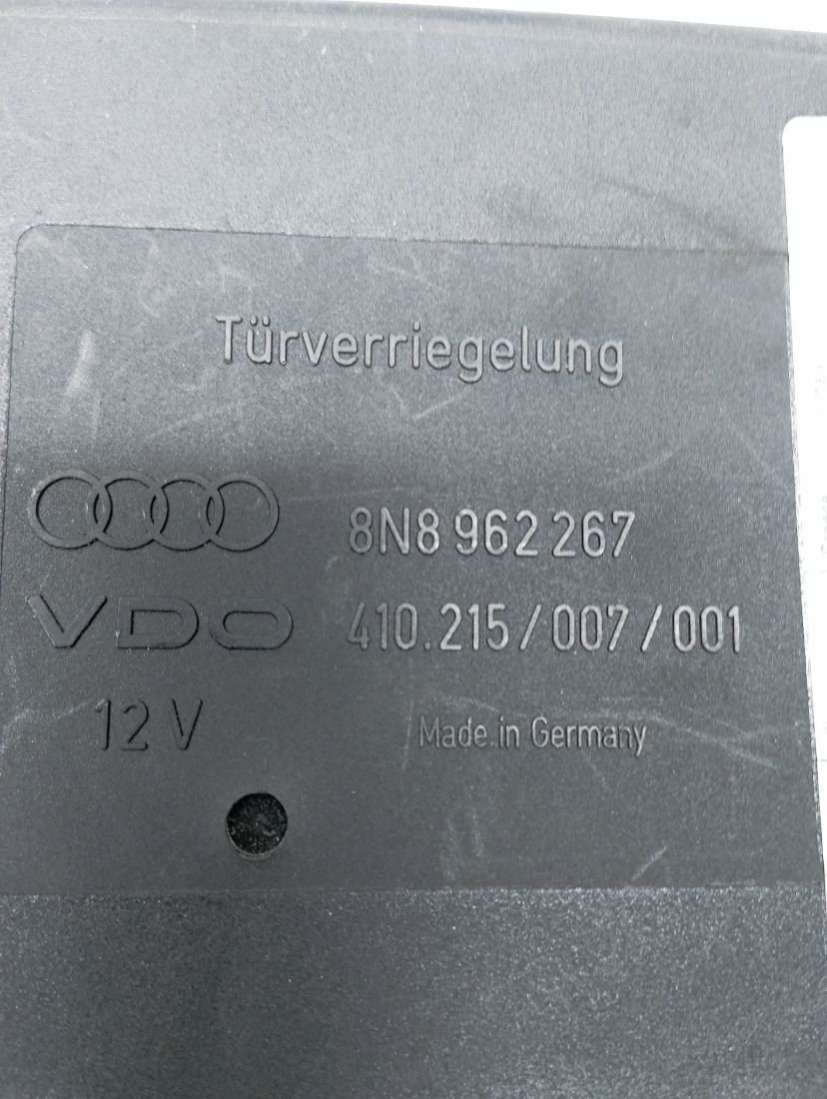 Türverriegelung
8N8 962 267
VDO 410.215/007/001
12 V Made in Germany